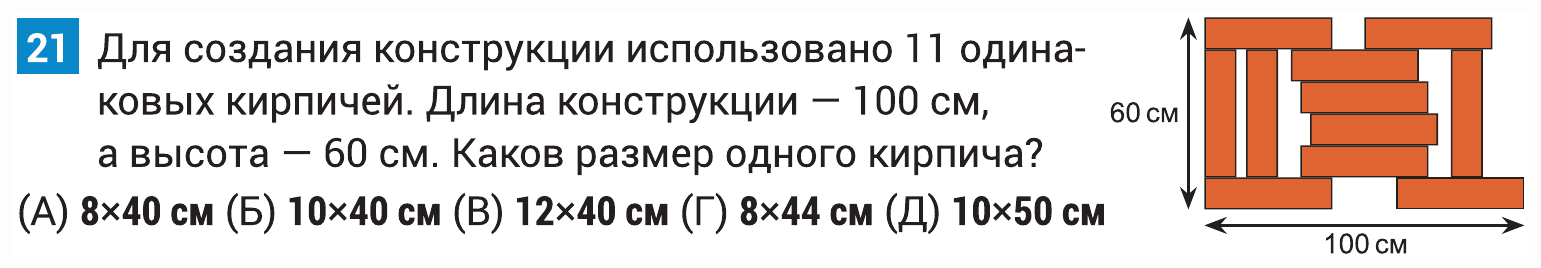 21 Для создания конструкции использовано 11 одина-
ковых кирпичей. Длина конструкции — 100 см,
а высота — 60 см. Каков размер одного кирпича?
(А) 8×40 см (Б) 10×40 см (В) 12×40 см (Г) 8×44 см (Д) 10×50 см
60 см
100 см